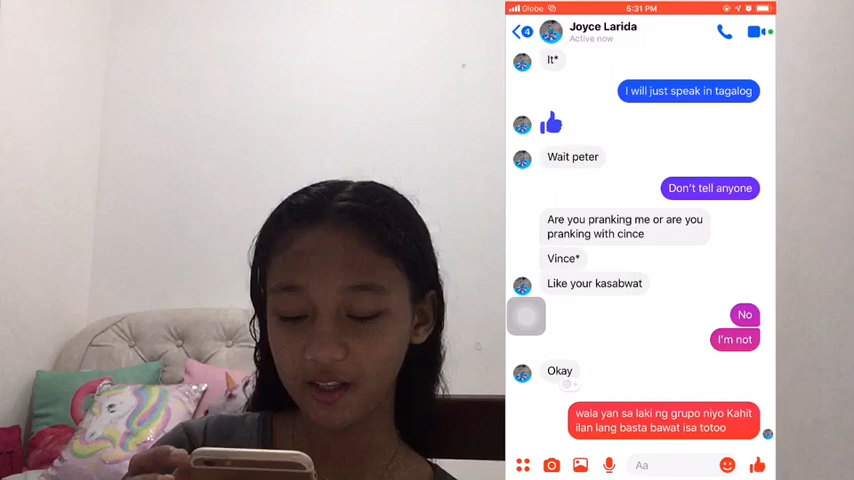 Globe
5:31 PM
4
Joyce Larida
Active now
It*
I will just speak in tagalog
Wait peter
Don't tell anyone
Are you pranking me or are you
pranking with cince
Vince*
Like your kasabwat
No
I'm not
Okay
wala yan sa laki ng grupo niyo Kahit
ilan lang basta bawat isa totoo
Aa